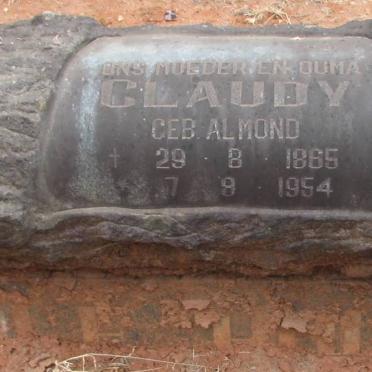 ONS MOEDER EN OUMA
CLAUDY
GEB. ALMOND
29 8 1865
† 7 9 1954